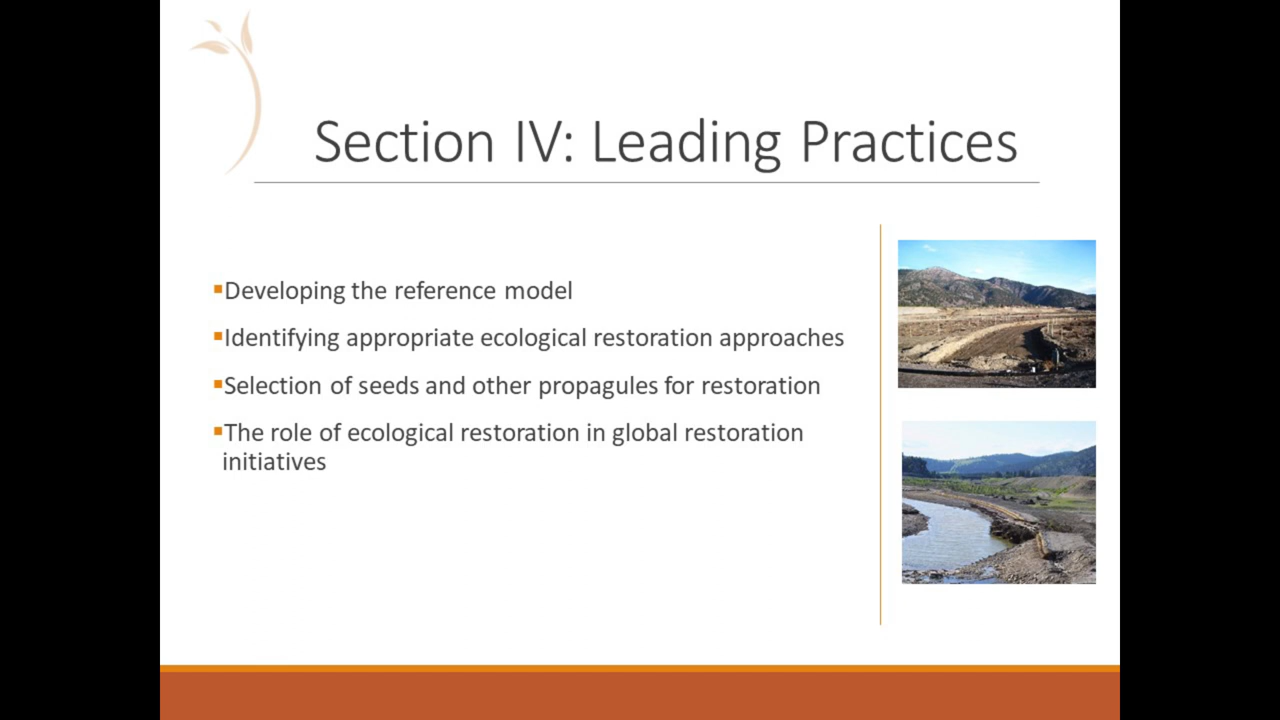 Section IV: Leading Practices
▪Developing the reference model
▪Identifying appropriate ecological restoration approaches
▪Selection of seeds and other propagules for restoration
▪The role of ecological restoration in global restoration
initiatives